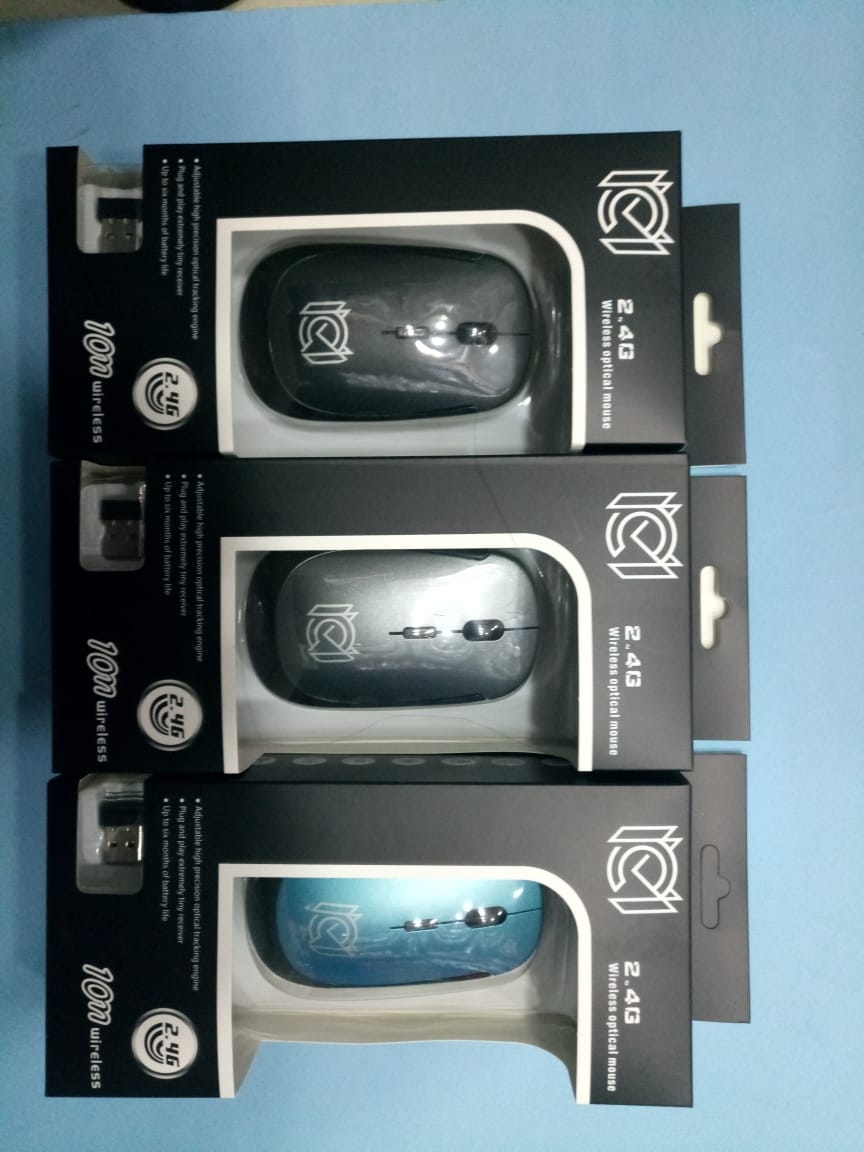 2.4G
Wireless optical mouse
• Adjustable high precision optical tracking engine
• Plug and play extremely tiny receiver
• Up to six months of battery life
2.4G
10m wireless
2.4G
Wireless optical mouse
• Adjustable high precision optical tracking engine
• Plug and play extremely tiny receiver
• Up to six months of battery life
2.4G
10m wireless
2.4G
Wireless optical mouse
• Adjustable high precision optical tracking engine
• Plug and play extremely tiny receiver
• Up to six months of battery life
2.4G
10m wireless